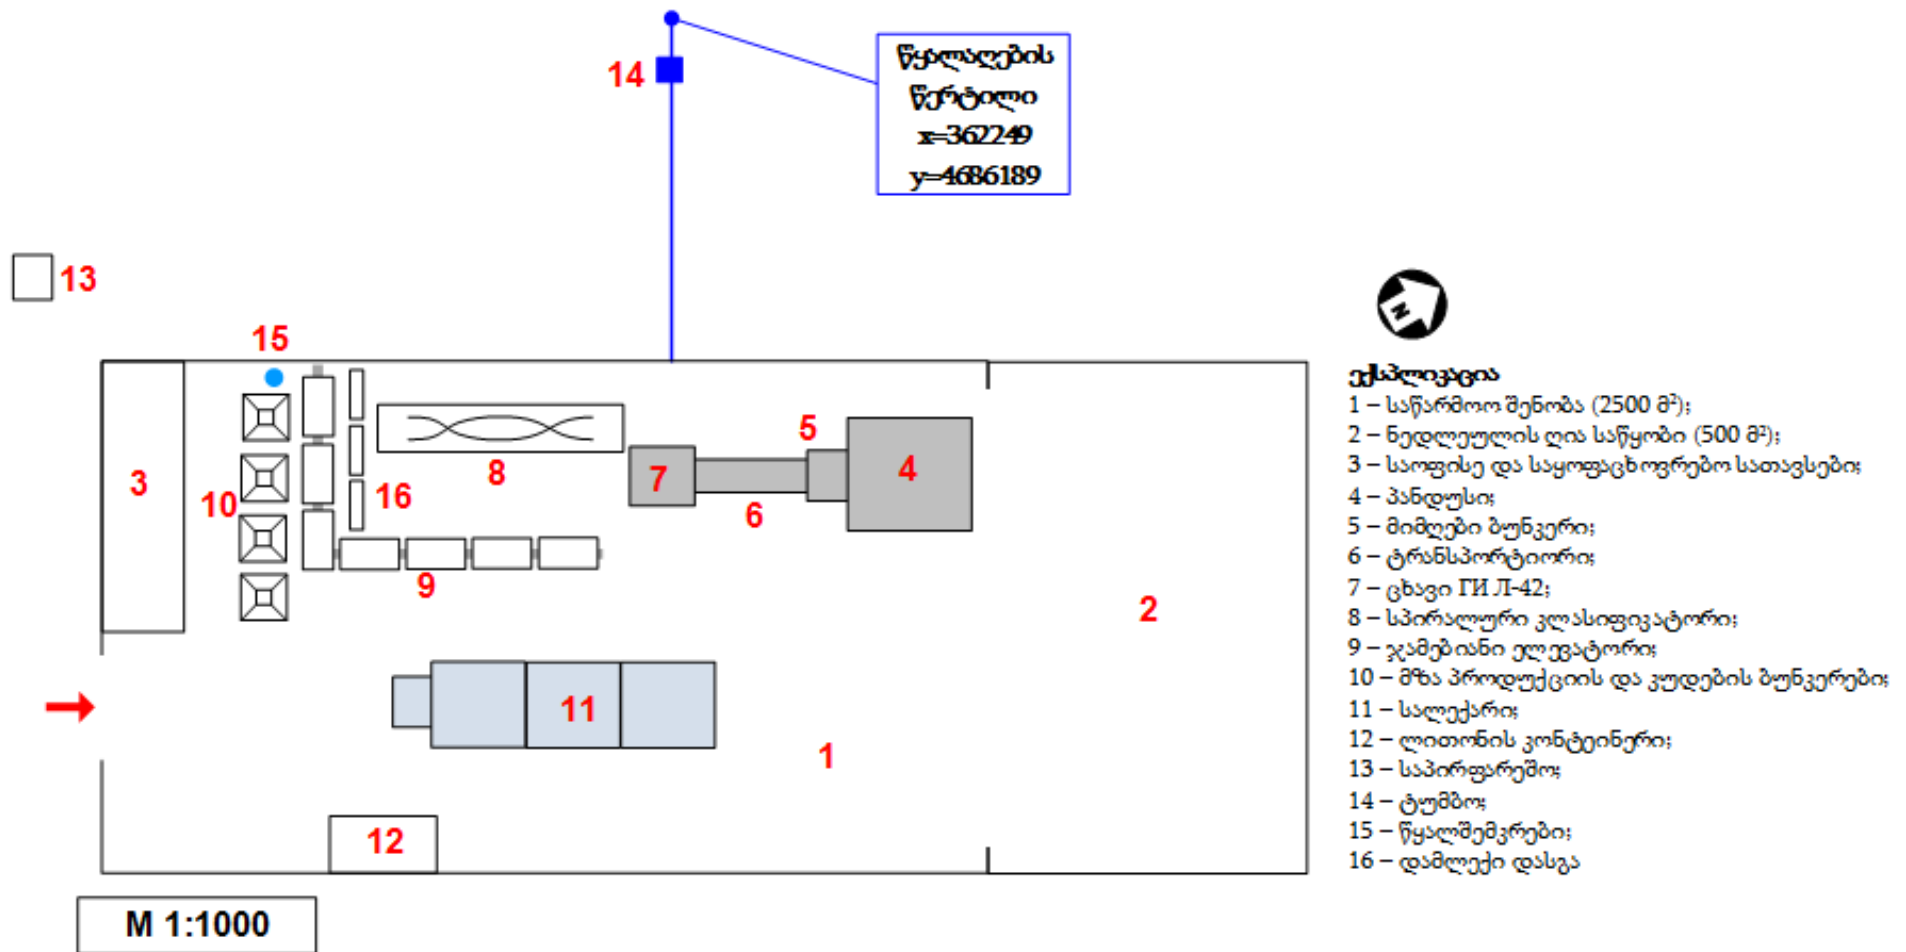 წყალაღების
წერტილი
x=362249
y=4686189
14
13
15
3
10
16
8
9
7
5
6
4
2
11
1
12
M 1:1000
N
ექსპლიკაცია
1 – საწარმოო შენობა (2500 მ²);
2 – ნედლეულის ღია საწყობი (500 მ²);
3 – საოფისე და საყოფაცხოვრებო სათავსები;
4 – პანდუსი;
5 – მიმღები ბუნკერი;
6 – ტრანსპორტიორი;
7 – ცხავი ГИЛ-42;
8 – სპირალური კლასიფიკატორი;
9 – ჯამებიანი ელევატორი;
10 – მზა პროდუქციის და კუდების ბუნკერები;
11 – სალექარი;
12 – ლითონის კონტეინერი;
13 – საპირფარეშო;
14 – ტუმბო;
15 – წყალშემკრები;
16 – დამლექი დასგა